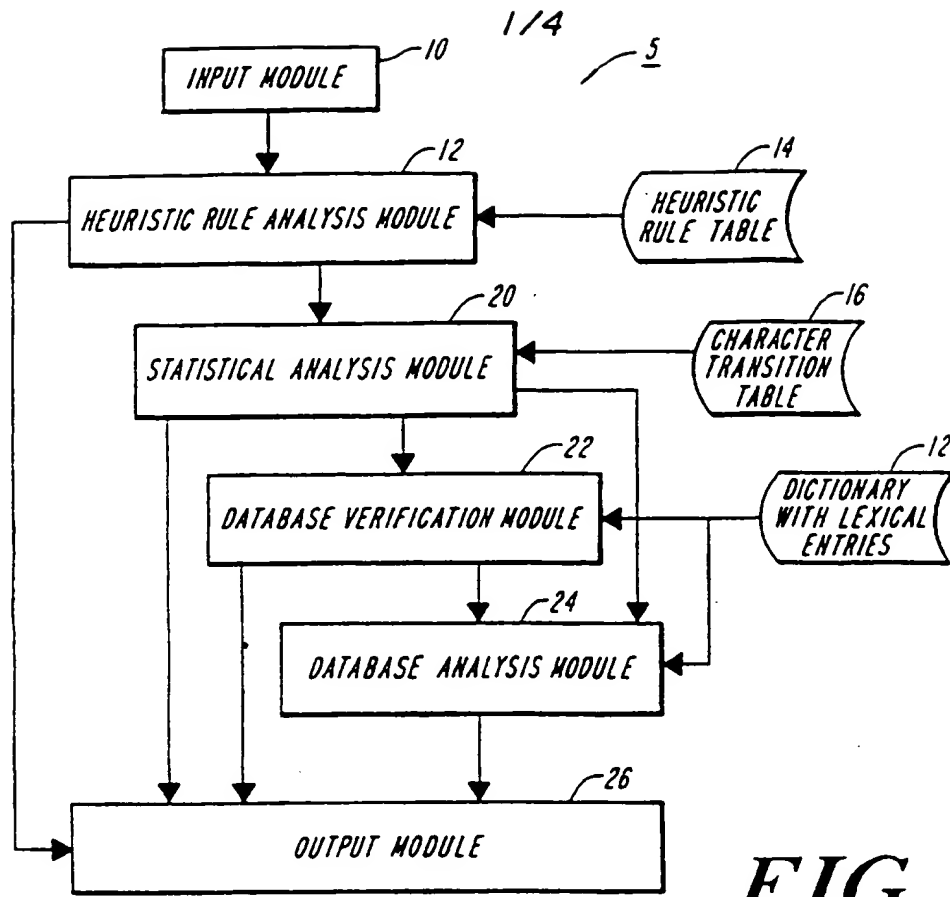 1/4
5
10
INPUT MODULE
12
HEURISTIC RULE ANALYSIS MODULE
14
HEURISTIC
RULE TABLE
20
STATISTICAL ANALYSIS MODULE
16
CHARACTER
TRANSITION
TABLE
22
DATABASE VERIFICATION MODULE
12
DICTIONARY
WITH LEXICAL
ENTRIES
24
DATABASE ANALYSIS MODULE
26
OUTPUT MODULE
FIG